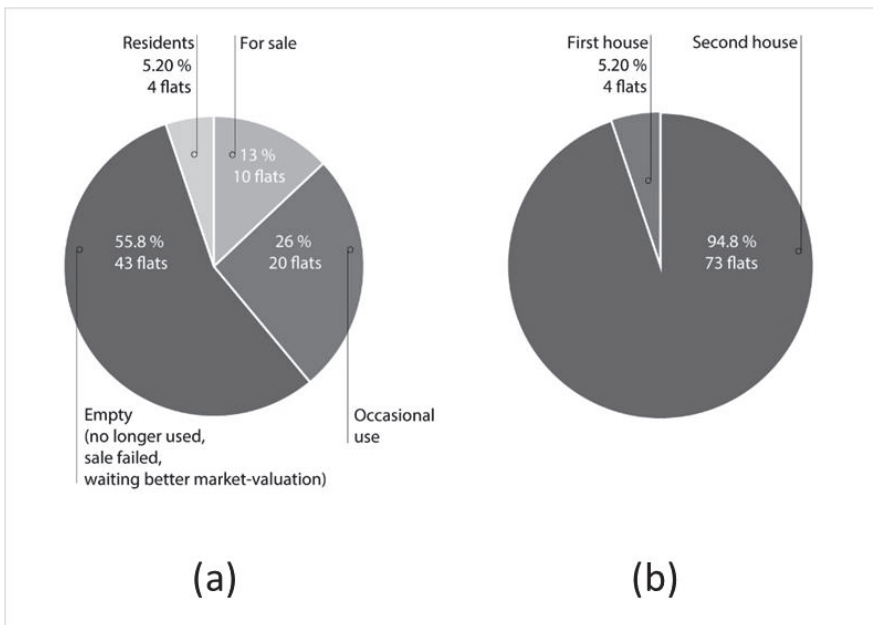 Residents
5.20 %
4 flats
For sale
13 %
10 flats
55.8 %
43 flats
26 %
20 flats
Empty
(no longer used,
sale failed,
waiting better market-valuation)
Occasional
use
(a)
First house
5.20 %
4 flats
Second house
94.8 %
73 flats
(b)